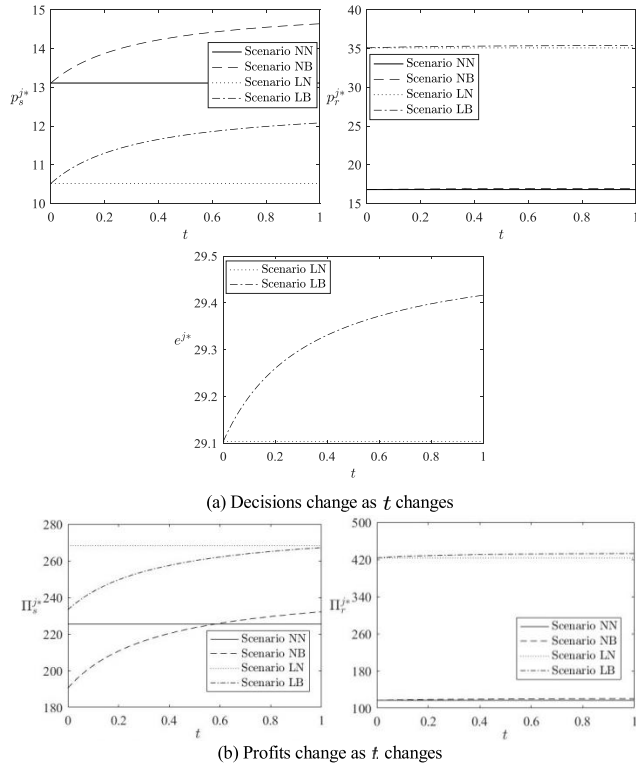 15
14
13
12
11
10
p_s^{j*}
0 0.2 0.4 0.6 0.8 1
t
Scenario NN
Scenario NB
Scenario LN
Scenario LB
40
35
30
25
20
15
p_r^{j*}
0 0.2 0.4 0.6 0.8 1
t
Scenario NN
Scenario NB
Scenario LN
Scenario LB
29.5
29.4
29.3
29.2
29.1
e^{j*}
0 0.2 0.4 0.6 0.8 1
t
Scenario LN
Scenario LB
(a) Decisions change as t changes
280
260
240
220
200
180
Π_s^{j*}
0 0.2 0.4 0.6 0.8 1
t
Scenario NN
Scenario NB
Scenario LN
Scenario LB
500
420
340
260
180
100
Π_r^{j*}
0 0.2 0.4 0.6 0.8 1
t
Scenario NN
Scenario NB
Scenario LN
Scenario LB
(b) Profits change as t changes